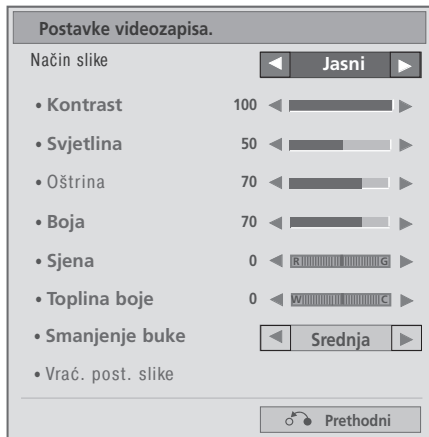 Postavke videozapisa.
Način slike ◀ Jasni ▶
• Kontrast 100
• Svjetlina 50
• Oštrina 70
• Boja 70
• Sjena 0 R G
• Toplina boje 0 W C
• Smanjenje buke ◀ Srednja ▶
• Vrać. post. slike
Prethodni